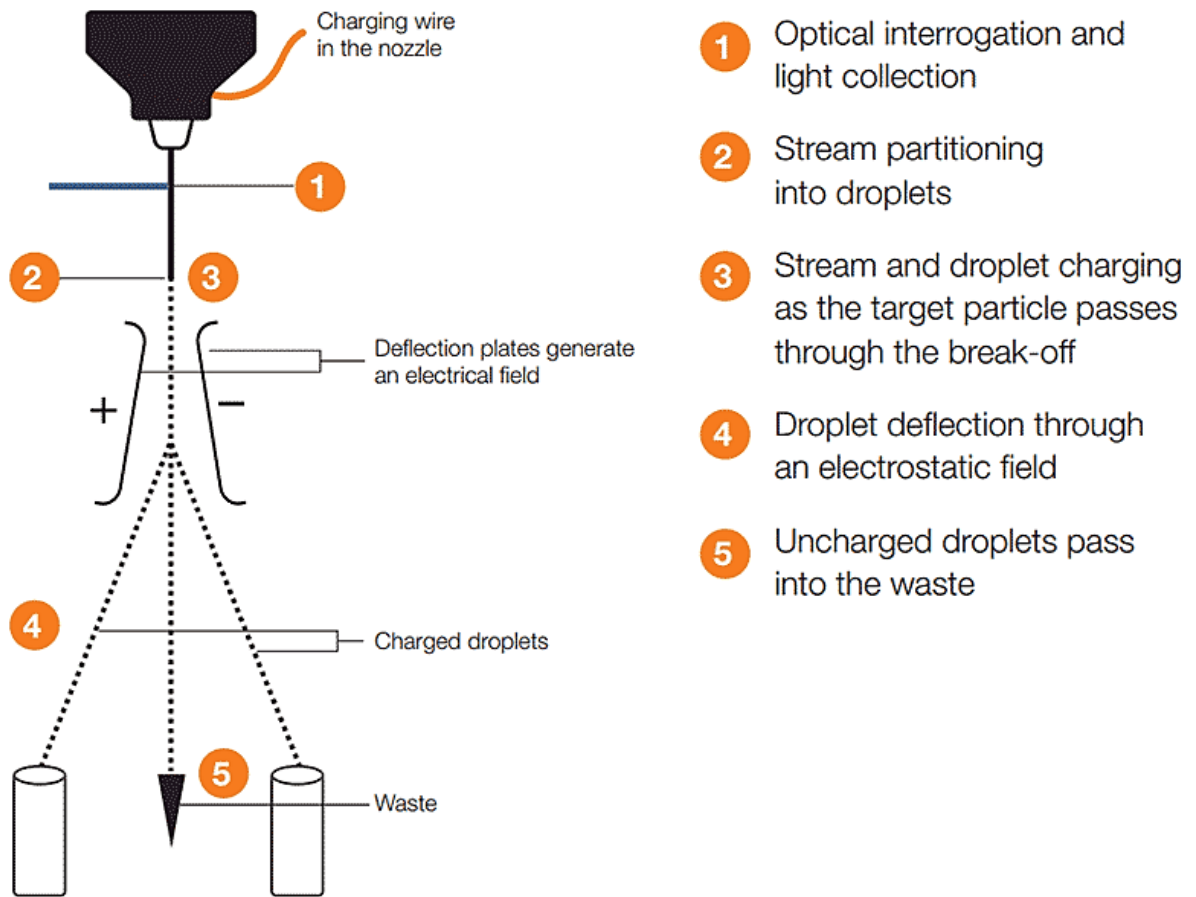 Charging wire
in the nozzle
1
2
3
Deflection plates generate
an electrical field
+
−
4
Charged droplets
5
Waste
1 Optical interrogation and
light collection
2 Stream partitioning
into droplets
3 Stream and droplet charging
as the target particle passes
through the break-off
4 Droplet deflection through
an electrostatic field
5 Uncharged droplets pass
into the waste